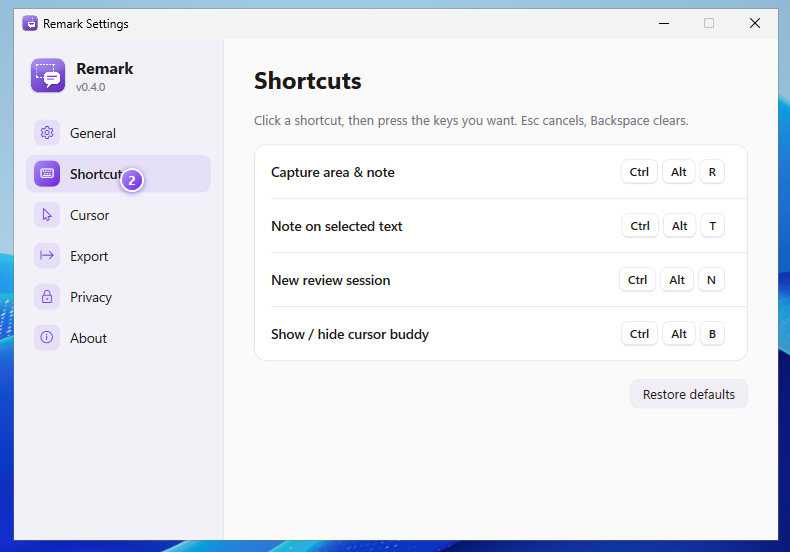 Remark Settings
Remark
v0.4.0
General
Shortcut
2
Cursor
Export
Privacy
About
Shortcuts
Click a shortcut, then press the keys you want. Esc cancels, Backspace clears.
Capture area & note Ctrl Alt R
Note on selected text Ctrl Alt T
New review session Ctrl Alt N
Show / hide cursor buddy Ctrl Alt B
Restore defaults